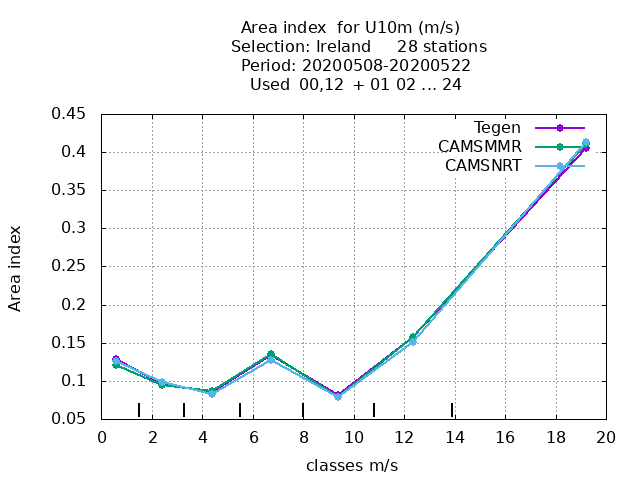 Area index  for U10m (m/s)
Selection: Ireland     28 stations
Period: 20200508-20200522
Used  00,12  + 01 02 ... 24
0.45
0.4
0.35
0.3
0.25
0.2
0.15
0.1
0.05
Area index
Tegen
CAMSMMR
CAMSNRT
0 2 4 6 8 10 12 14 16 18 20
classes m/s